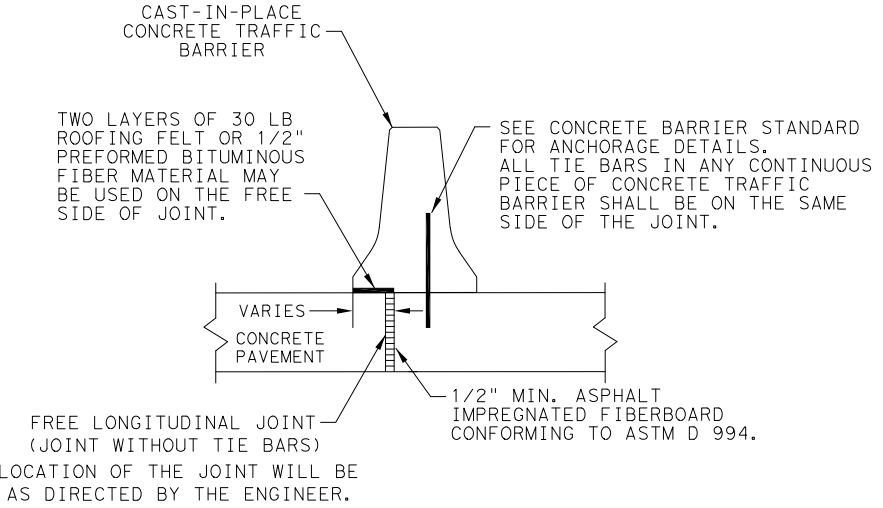 CAST-IN-PLACE
CONCRETE TRAFFIC
BARRIER
TWO LAYERS OF 30 LB
ROOFING FELT OR 1/2"
PREFORMED BITUMINOUS
FIBER MATERIAL MAY
BE USED ON THE FREE
SIDE OF JOINT.
SEE CONCRETE BARRIER STANDARD
FOR ANCHORAGE DETAILS.
ALL TIE BARS IN ANY CONTINUOUS
PIECE OF CONCRETE TRAFFIC
BARRIER SHALL BE ON THE SAME
SIDE OF THE JOINT.
VARIES
CONCRETE
PAVEMENT
1/2" MIN. ASPHALT
IMPREGNATED FIBERBOARD
CONFORMING TO ASTM D 994.
FREE LONGITUDINAL JOINT
(JOINT WITHOUT TIE BARS)
LOCATION OF THE JOINT WILL BE
AS DIRECTED BY THE ENGINEER.